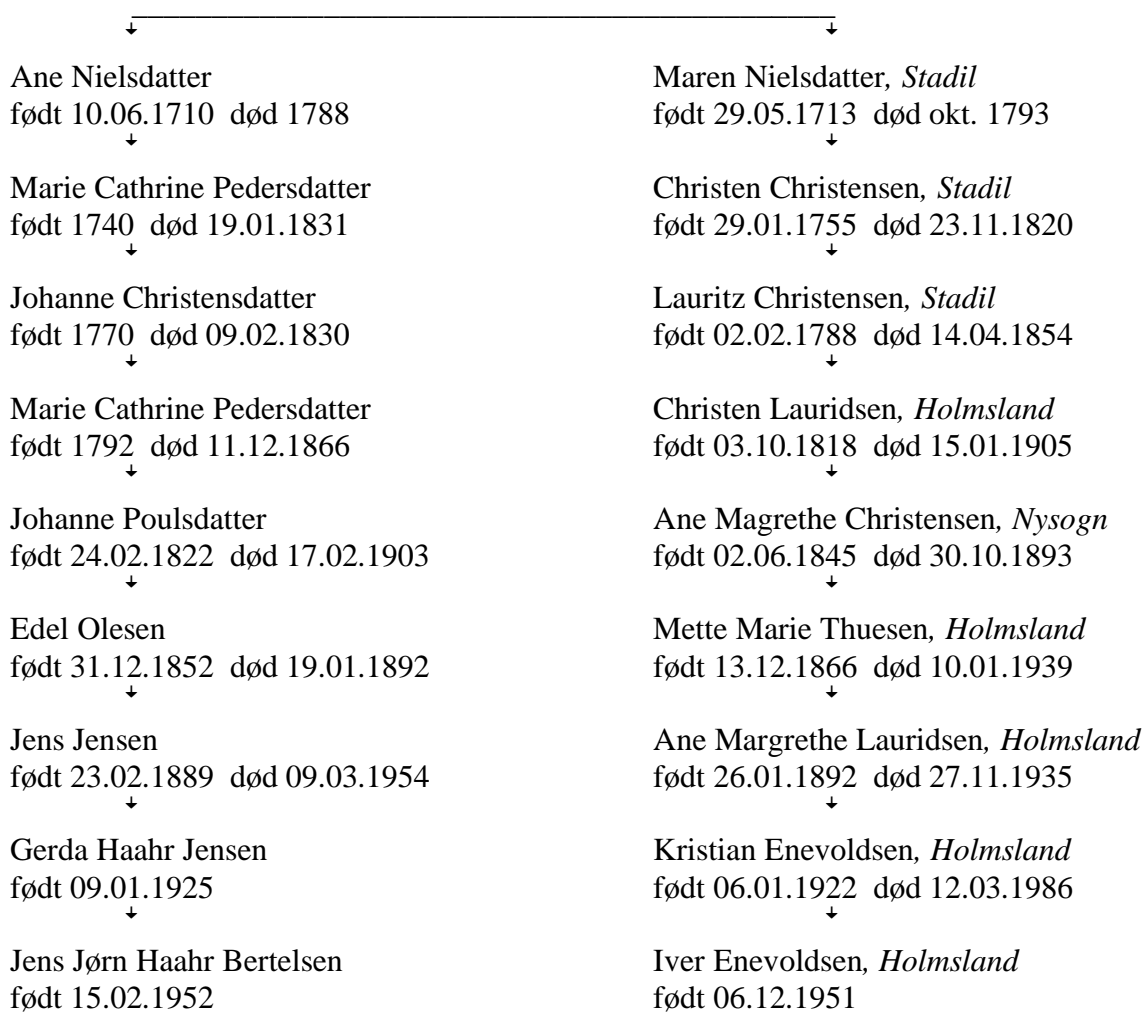 Ane Nielsdatter
født 10.06.1710 død 1788
Marie Cathrine Pedersdatter
født 1740 død 19.01.1831
Johanne Christensdatter
født 1770 død 09.02.1830
Marie Cathrine Pedersdatter
født 1792 død 11.12.1866
Johanne Poulsdatter
født 24.02.1822 død 17.02.1903
Edel Olesen
født 31.12.1852 død 19.01.1892
Jens Jensen
født 23.02.1889 død 09.03.1954
Gerda Haahr Jensen
født 09.01.1925
Jens Jørn Haahr Bertelsen
født 15.02.1952
Maren Nielsdatter, Stadil
født 29.05.1713 død okt. 1793
Christen Christensen, Stadil
født 29.01.1755 død 23.11.1820
Lauritz Christensen, Stadil
født 02.02.1788 død 14.04.1854
Christen Lauridsen, Holmsland
født 03.10.1818 død 15.01.1905
Ane Magrethe Christensen, Nysogn
født 02.06.1845 død 30.10.1893
Mette Marie Thuesen, Holmsland
født 13.12.1866 død 10.01.1939
Ane Margrethe Lauridsen, Holmsland
født 26.01.1892 død 27.11.1935
Kristian Enevoldsen, Holmsland
født 06.01.1922 død 12.03.1986
Iver Enevoldsen, Holmsland
født 06.12.1951